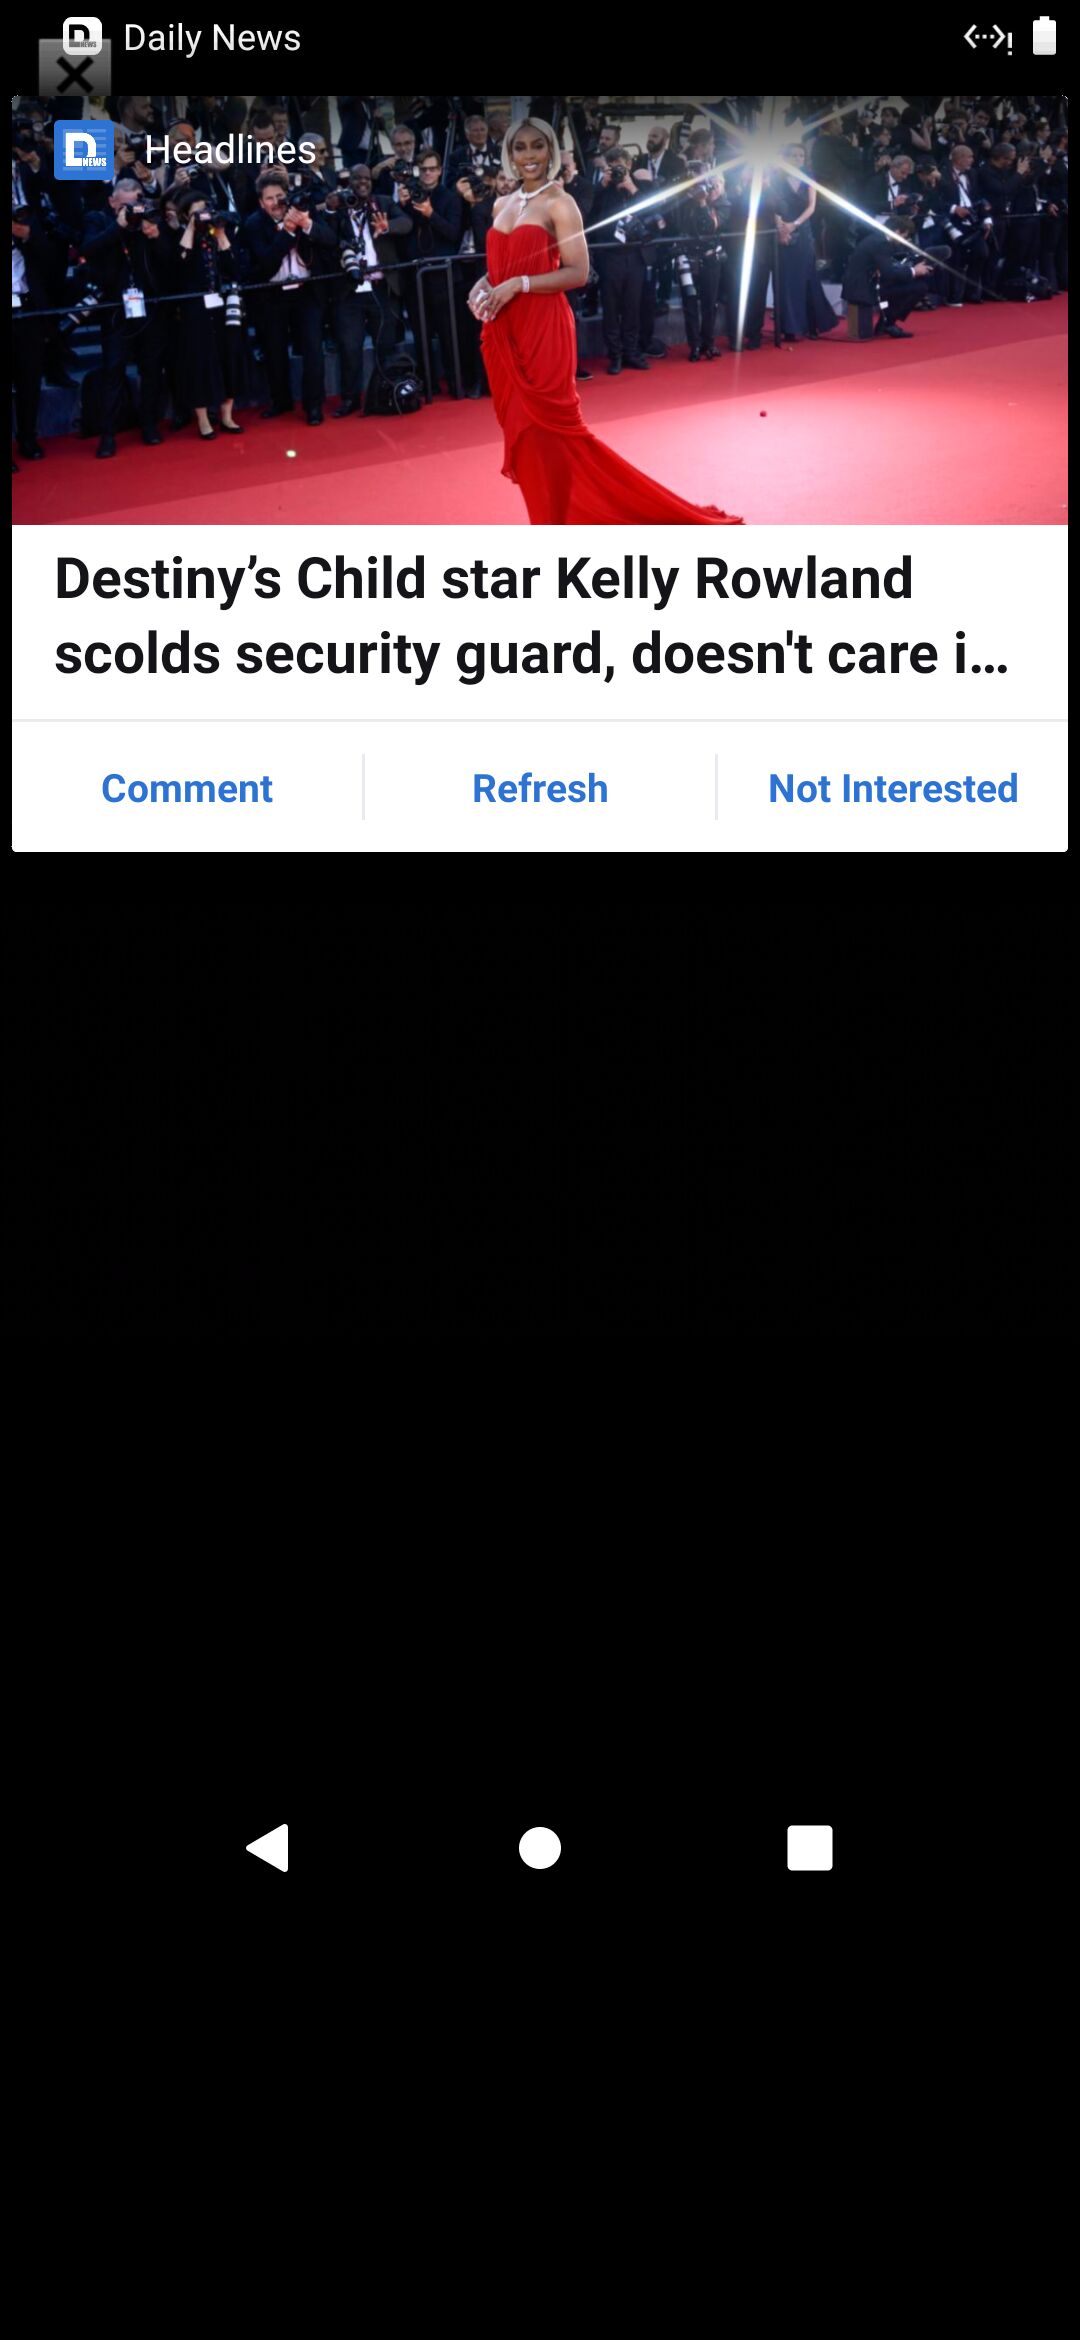 Daily News
Headlines
Destiny’s Child star Kelly Rowland
scolds security guard, doesn't care i...
Comment
Refresh
Not Interested